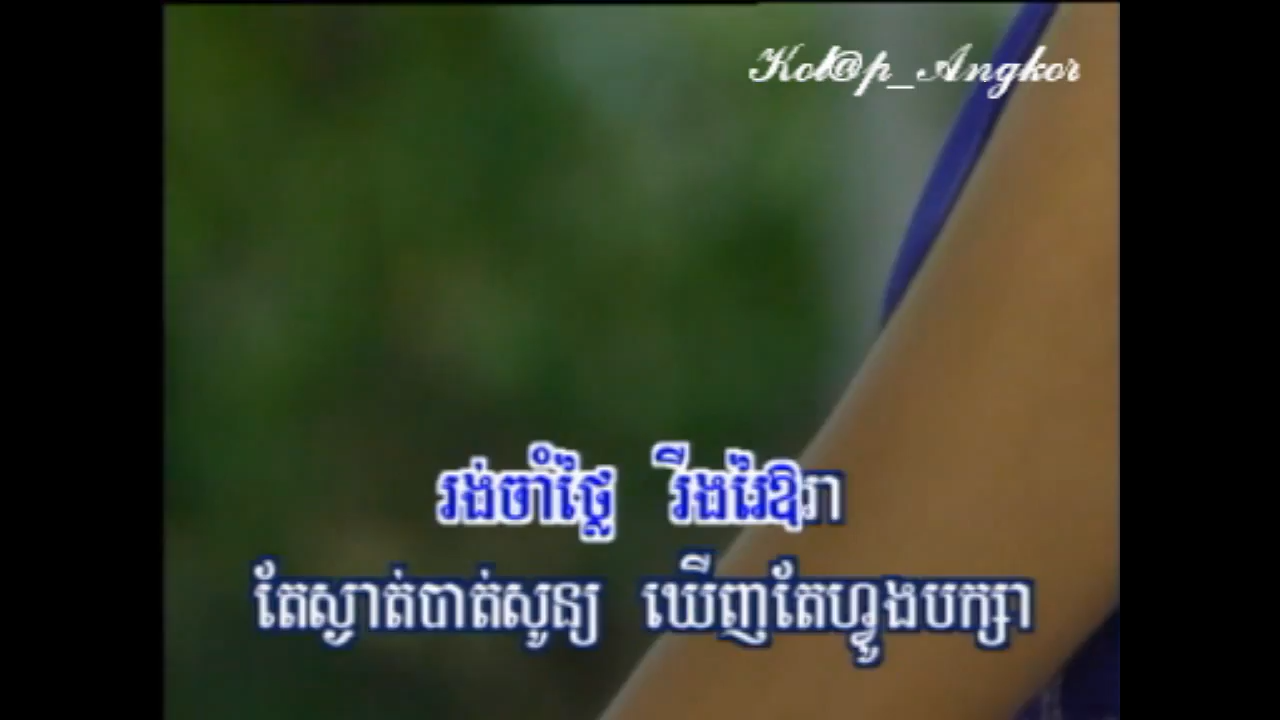 Kol@p_Angkor
រង់ចាំថ្លៃ រីងរៃឱរា
តែស្ងាត់បាត់សូន្យ ឃើញតែហ្វូងបក្សា